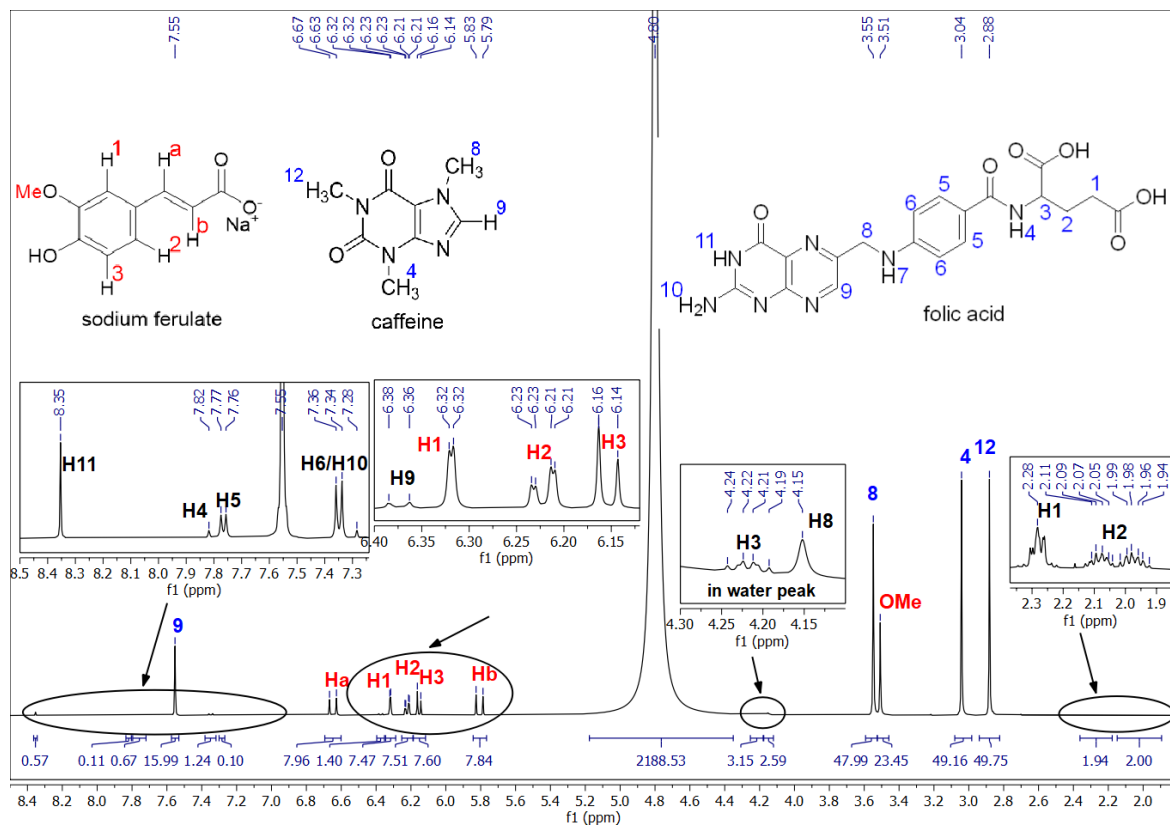 7.55
6.67
6.63
6.32
6.32
6.23
6.23
6.21
6.21
6.16
6.14
5.83
5.79
4.80
3.55
3.51
3.04
2.88
1
H
a
H
O
MeO
O⁻
Na⁺
b
H
HO
H 2
H
3
sodium ferulate
8
CH₃
12
H₃C
O
N
N
H
9
O
N
N
4
CH₃
caffeine
O
OH
O
1
OH
5
6
N
H
4
3
2
O
8
5
O
11
HN
N
N
H
7
6
10
H₂N
N
N
9
folic acid
8.35
7.82
7.77
7.76
7.55
7.36
7.34
7.28
H11
H4
H5
H6/H10
8.5 8.4 8.3 8.2 8.1 8.0 7.9 7.8 7.7 7.6 7.5 7.4 7.3
f1 (ppm)
6.38
6.36
6.32
6.32
6.23
6.23
6.21
6.21
6.16
6.14
H9
H1
H2
H3
6.40 6.35 6.30 6.25 6.20 6.15
f1 (ppm)
4.24
4.22
4.21
4.19
4.15
H3
H8
in water peak
4.30 4.25 4.20 4.15
f1 (ppm)
2.28
2.11
2.09
2.07
2.05
1.99
1.98
1.96
1.94
H1
H2
2.3 2.2 2.1 2.0 1.9
f1 (ppm)
9
Ha
H1
H2
H3
Hb
8
OMe
4
12
0.57
0.11
0.67
15.99
1.24
0.10
7.96
1.40
7.47
7.51
7.60
7.84
2188.53
3.15
2.59
47.99
23.45
49.16
49.75
1.94
2.00
8.4 8.2 8.0 7.8 7.6 7.4 7.2 7.0 6.8 6.6 6.4 6.2 6.0 5.8 5.6 5.4 5.2 5.0 4.8 4.6 4.4 4.2 4.0 3.8 3.6 3.4 3.2 3.0 2.8 2.6 2.4 2.2 2.0
f1 (ppm)